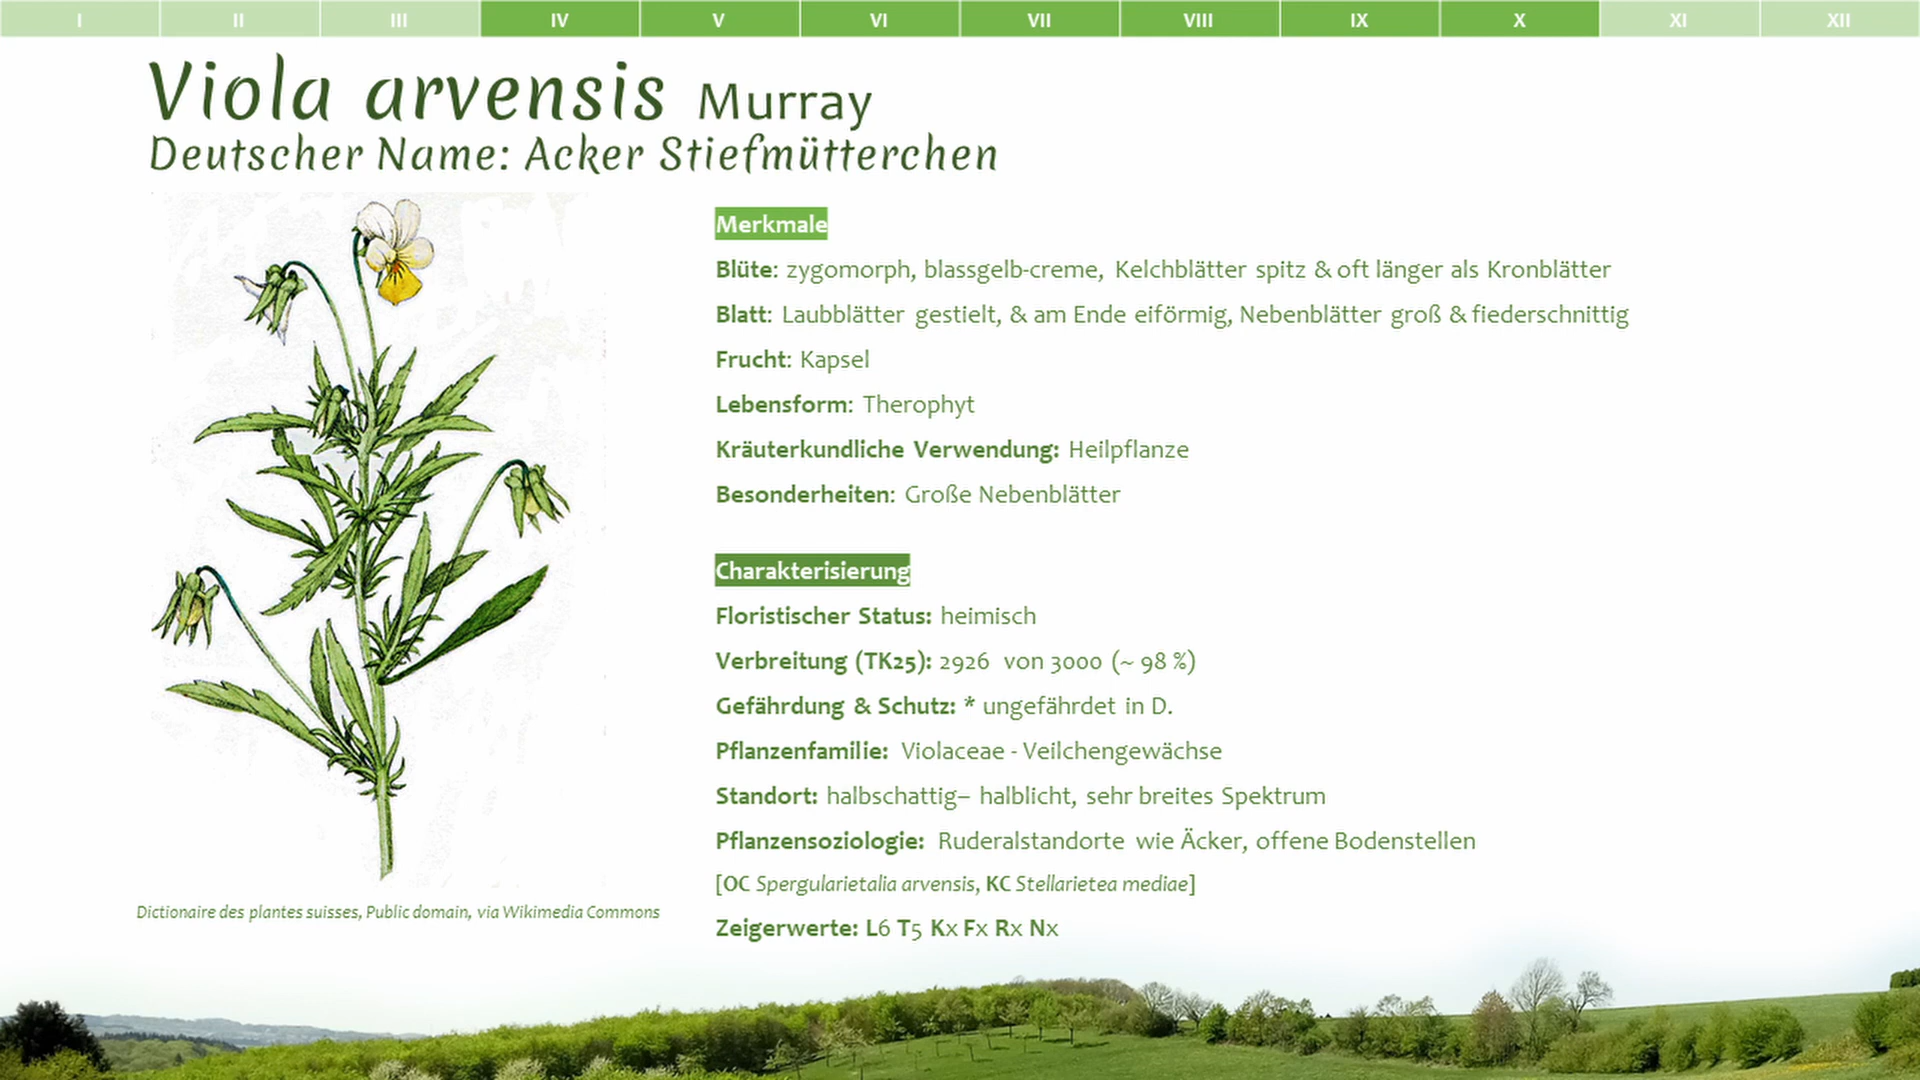 I II III IV V VI VII VIII IX X XI XII
Viola arvensis Murray
Deutscher Name: Acker Stiefmütterchen
Merkmale
Blüte: zygomorph, blassgelb-creme, Kelchblätter spitz & oft länger als Kronblätter
Blatt: Laubblätter gestielt, & am Ende eiförmig, Nebenblätter groß & fiederschnittig
Frucht: Kapsel
Lebensform: Therophyt
Kräuterkundliche Verwendung: Heilpflanze
Besonderheiten: Große Nebenblätter
Charakterisierung
Floristischer Status: heimisch
Verbreitung (TK25): 2926 von 3000 (~ 98 %)
Gefährdung & Schutz: * ungefährdet in D.
Pflanzenfamilie: Violaceae - Veilchengewächse
Standort: halbschattig– halblicht, sehr breites Spektrum
Pflanzensoziologie: Ruderalstandorte wie Äcker, offene Bodenstellen
[OC Spergularietalia arvensis, KC Stellarietea mediae]
Zeigerwerte: L6 T5 Kx Fx Rx Nx
Dictionaire des plantes suisses, Public domain, via Wikimedia Commons